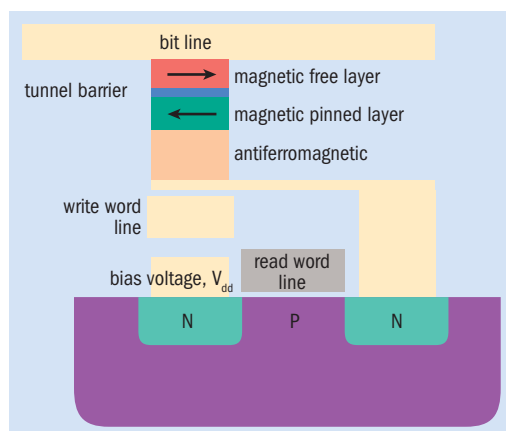 bit line
tunnel barrier
magnetic free layer
magnetic pinned layer
antiferromagnetic
write word
line
bias voltage, Vdd
read word
line
N
P
N